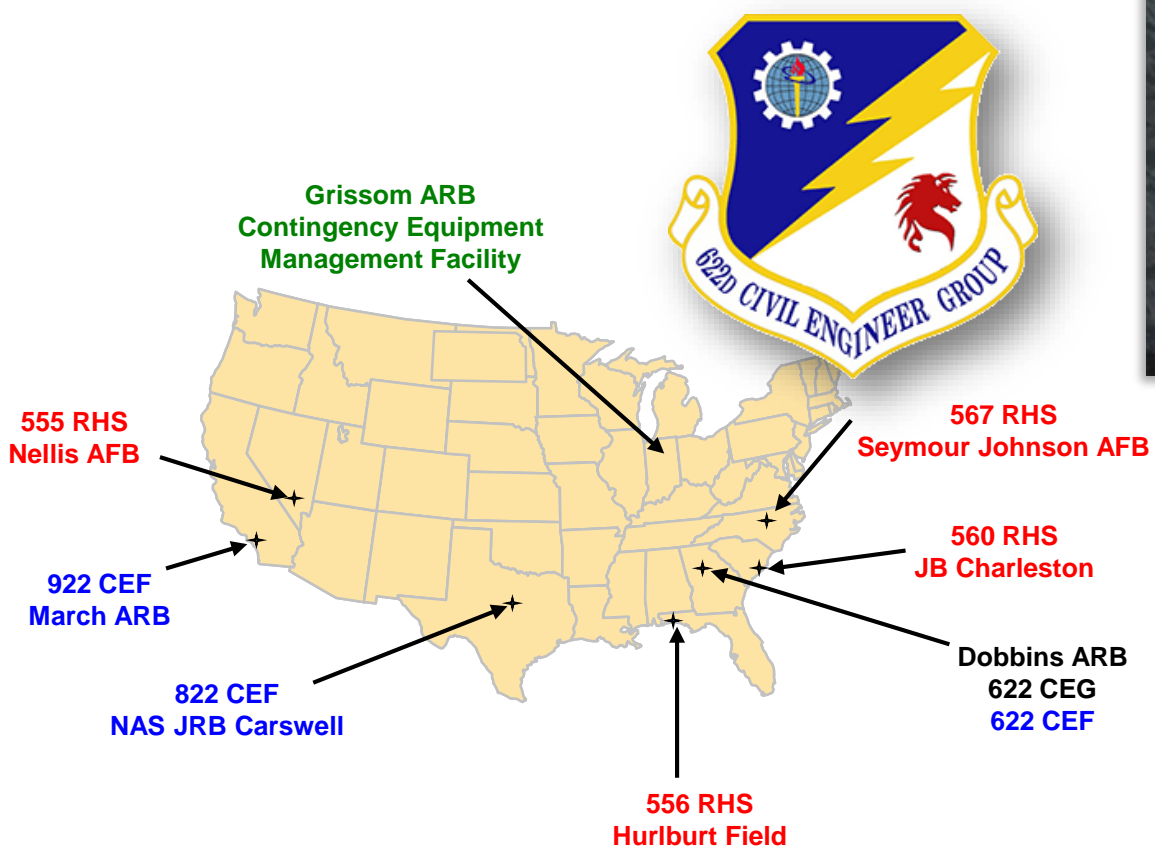 622D CIVIL ENGINEER GROUP
Grissom ARB
Contingency Equipment
Management Facility
555 RHS
Nellis AFB
567 RHS
Seymour Johnson AFB
560 RHS
JB Charleston
922 CEF
March ARB
Dobbins ARB
622 CEG
622 CEF
822 CEF
NAS JRB Carswell
556 RHS
Hurlburt Field